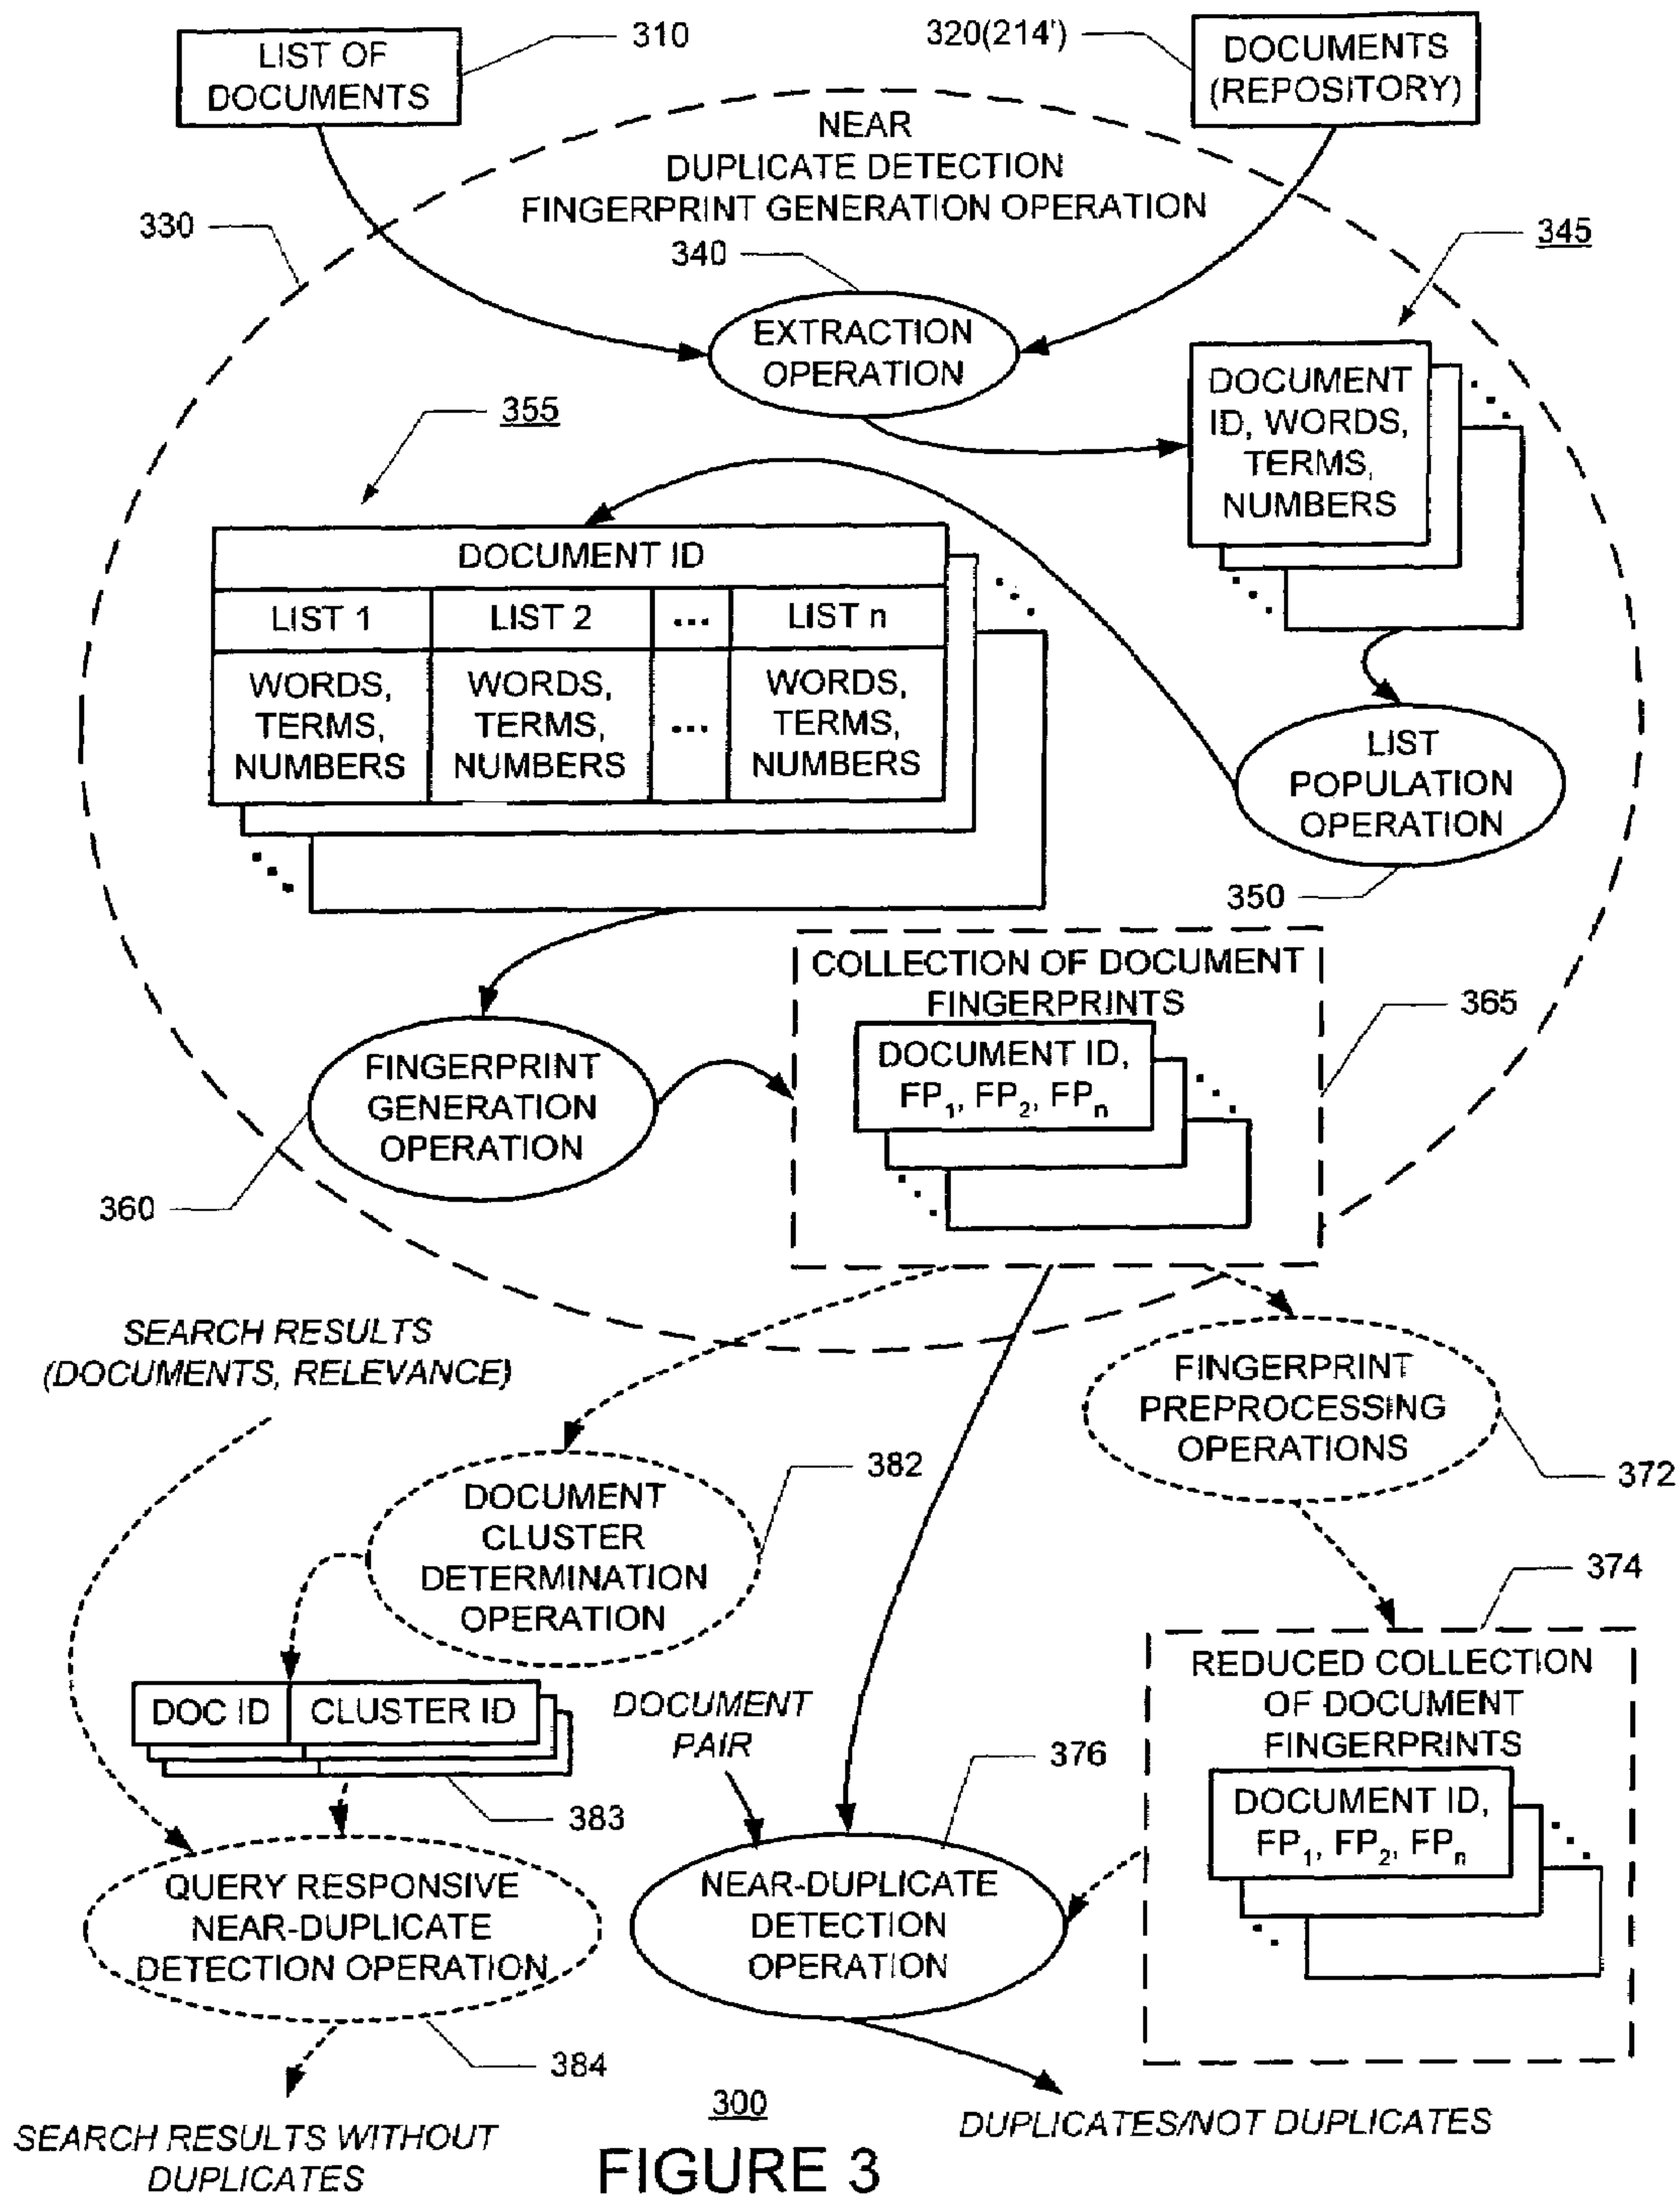 LIST OF
DOCUMENTS
310
320(214')
DOCUMENTS
(REPOSITORY)
NEAR
DUPLICATE DETECTION
FINGERPRINT GENERATION OPERATION
330
340
345
EXTRACTION
OPERATION
DOCUMENT
ID, WORDS,
TERMS,
NUMBERS
355
DOCUMENT ID
LIST 1
LIST 2
...
LIST n
WORDS,
TERMS,
NUMBERS
WORDS,
TERMS,
NUMBERS
...
WORDS,
TERMS,
NUMBERS
LIST
POPULATION
OPERATION
350
COLLECTION OF DOCUMENT
FINGERPRINTS
365
DOCUMENT ID,
FP1, FP2, FPn
FINGERPRINT
GENERATION
OPERATION
360
SEARCH RESULTS
(DOCUMENTS, RELEVANCE)
FINGERPRINT
PREPROCESSING
OPERATIONS
372
382
DOCUMENT
CLUSTER
DETERMINATION
OPERATION
374
REDUCED COLLECTION
OF DOCUMENT
FINGERPRINTS
DOCUMENT ID,
FP1, FP2, FPn
DOC ID
CLUSTER ID
383
DOCUMENT
PAIR
376
QUERY RESPONSIVE
NEAR-DUPLICATE
DETECTION OPERATION
384
NEAR-DUPLICATE
DETECTION
OPERATION
SEARCH RESULTS WITHOUT
DUPLICATES
300
DUPLICATES/NOT DUPLICATES
FIGURE 3